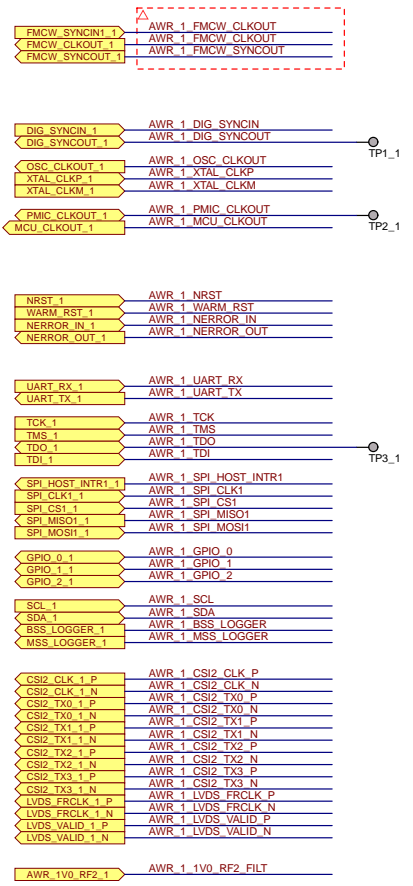 FMCW_SYNCIN1_1 AWR_1_FMCW_CLKOUT
FMCW_CLKOUT_1 AWR_1_FMCW_CLKOUT
FMCW_SYNCOUT_1 AWR_1_FMCW_SYNCOUT
DIG_SYNCIN_1 AWR_1_DIG_SYNCIN
DIG_SYNCOUT_1 AWR_1_DIG_SYNCOUT
TP1_1
OSC_CLKOUT_1 AWR_1_OSC_CLKOUT
XTAL_CLKP_1 AWR_1_XTAL_CLKP
XTAL_CLKM_1 AWR_1_XTAL_CLKM
PMIC_CLKOUT_1 AWR_1_PMIC_CLKOUT
MCU_CLKOUT_1 AWR_1_MCU_CLKOUT
TP2_1
NRST_1 AWR_1_NRST
WARM_RST_1 AWR_1_WARM_RST
NERROR_IN_1 AWR_1_NERROR_IN
NERROR_OUT_1 AWR_1_NERROR_OUT
UART_RX_1 AWR_1_UART_RX
UART_TX_1 AWR_1_UART_TX
TCK_1 AWR_1_TCK
TMS_1 AWR_1_TMS
TDO_1 AWR_1_TDO
TDI_1 AWR_1_TDI
TP3_1
SPI_HOST_INTR1_1 AWR_1_SPI_HOST_INTR1
SPI_CLK1_1 AWR_1_SPI_CLK1
SPI_CS1_1 AWR_1_SPI_CS1
SPI_MISO1_1 AWR_1_SPI_MISO1
SPI_MOSI1_1 AWR_1_SPI_MOSI1
GPIO_0_1 AWR_1_GPIO_0
GPIO_1_1 AWR_1_GPIO_1
GPIO_2_1 AWR_1_GPIO_2
SCL_1 AWR_1_SCL
SDA_1 AWR_1_SDA
BSS_LOGGER_1 AWR_1_BSS_LOGGER
MSS_LOGGER_1 AWR_1_MSS_LOGGER
CSI2_CLK_1_P AWR_1_CSI2_CLK_P
CSI2_CLK_1_N AWR_1_CSI2_CLK_N
CSI2_TX0_1_P AWR_1_CSI2_TX0_P
CSI2_TX0_1_N AWR_1_CSI2_TX0_N
CSI2_TX1_1_P AWR_1_CSI2_TX1_P
CSI2_TX1_1_N AWR_1_CSI2_TX1_N
CSI2_TX2_1_P AWR_1_CSI2_TX2_P
CSI2_TX2_1_N AWR_1_CSI2_TX2_N
CSI2_TX3_1_P AWR_1_CSI2_TX3_P
CSI2_TX3_1_N AWR_1_CSI2_TX3_N
LVDS_FRCLK_1_P AWR_1_LVDS_FRCLK_P
LVDS_FRCLK_1_N AWR_1_LVDS_FRCLK_N
LVDS_VALID_1_P AWR_1_LVDS_VALID_P
LVDS_VALID_1_N AWR_1_LVDS_VALID_N
AWR_1V0_RF2_1 AWR_1_1V0_RF2_FILT